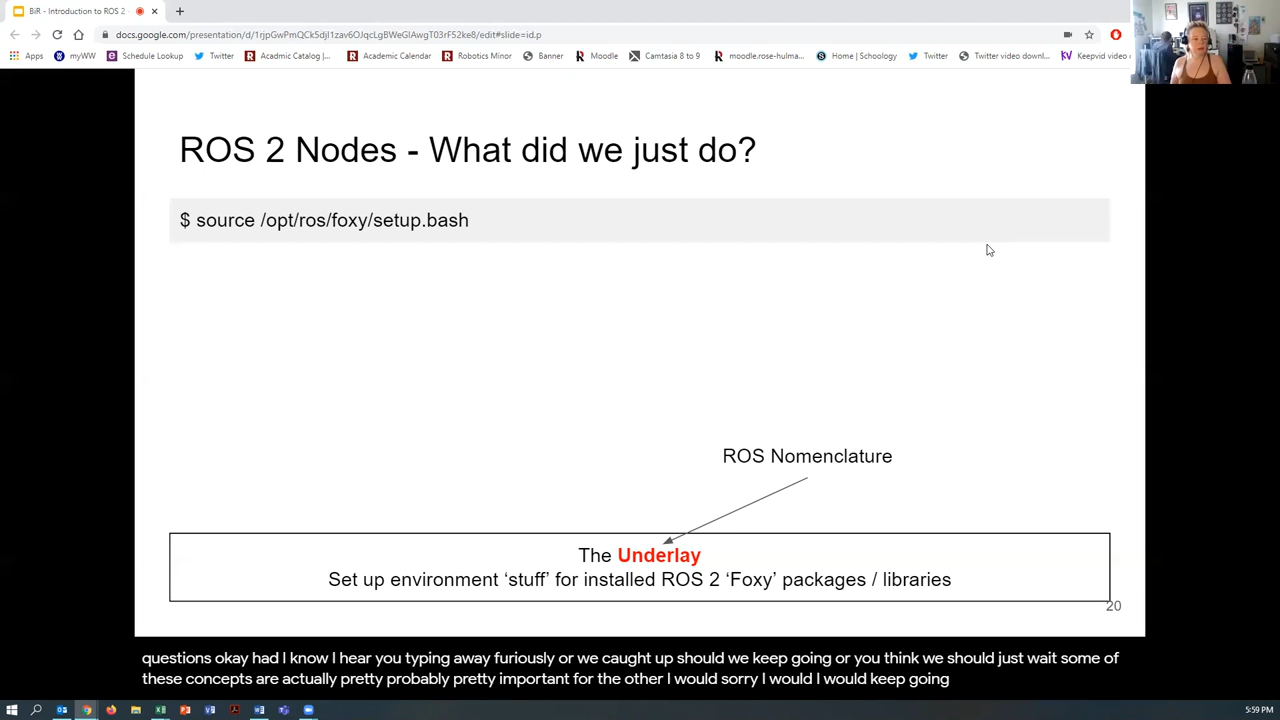 BiR - Introduction to ROS 2 -
docs.google.com/presentation/d/1rjpGwPmQCk5djI1zav6OJqcLgBWeGIAwgT03rF52ke8/edit#slide=id.p
Apps myWW Schedule Lookup Twitter Acadmic Catalog |... Academic Calendar Robotics Minor Banner Moodle Camtasia 8 to 9 moodle.rose-hulma... Home | Schoology Twitter Twitter video downl... Keepvid video
ROS 2 Nodes - What did we just do?
$ source /opt/ros/foxy/setup.bash
ROS Nomenclature
The Underlay
Set up environment ‘stuff’ for installed ROS 2 ‘Foxy’ packages / libraries
20
questions okay had I know I hear you typing away furiously or we caught up should we keep going or you think we should just wait some of
these concepts are actually pretty probably pretty important for the other I would sorry I would I would keep going
5:59 PM